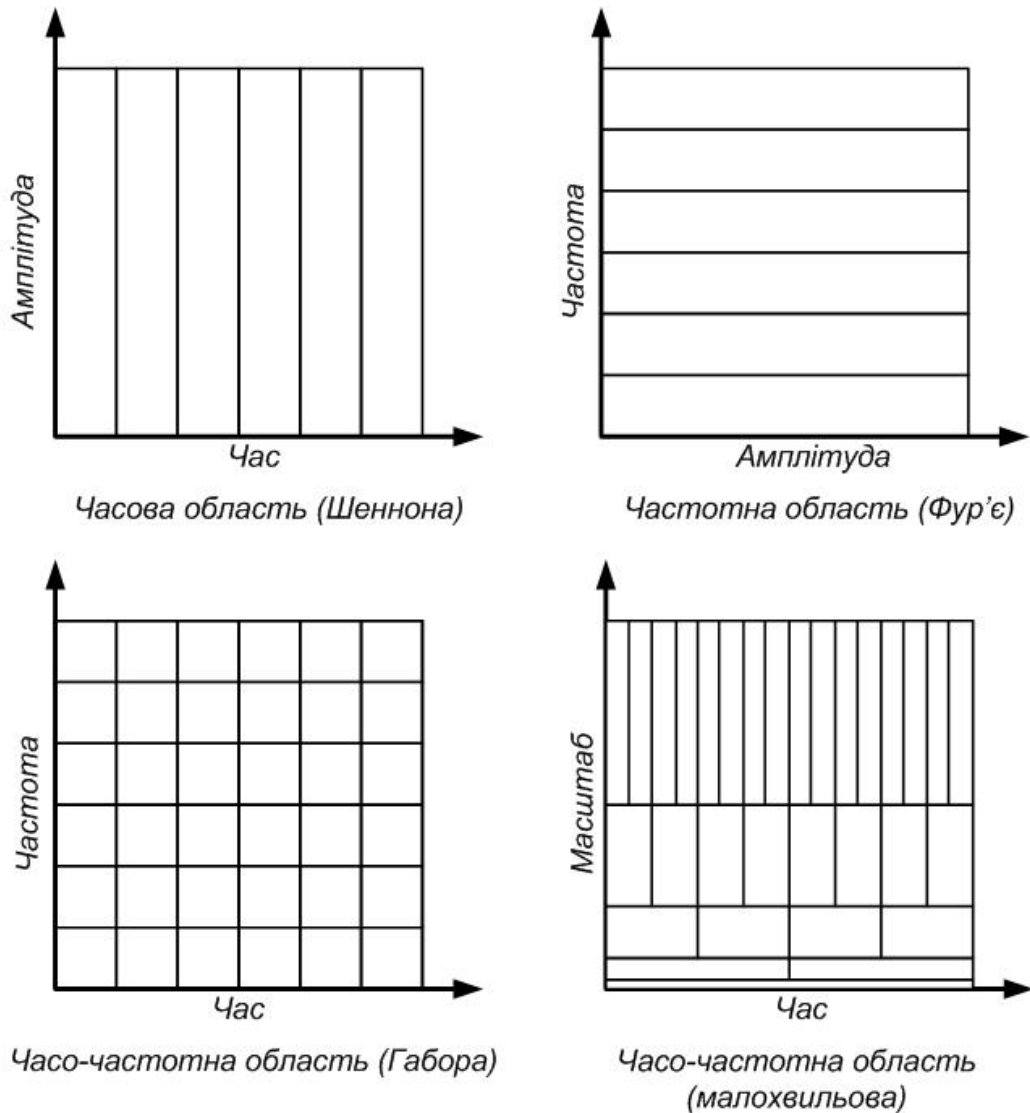 Амплітуда
Час
Часова область (Шеннона)
Частота
Амплітуда
Частотна область (Фур’є)
Частота
Час
Часо-частотна область (Габора)
Масштаб
Час
Часо-частотна область
(малохвильова)